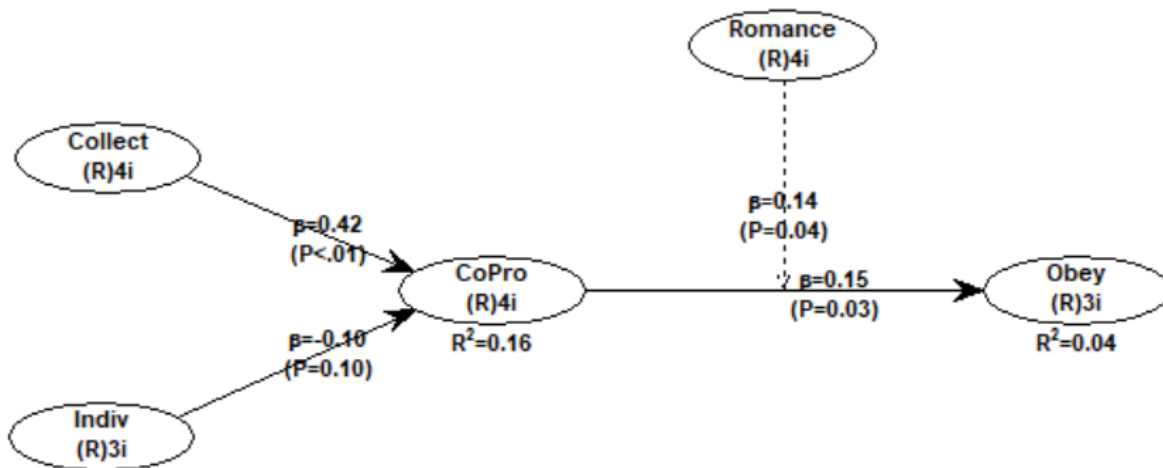 Romance
(R)4i
Collect
(R)4i
β=0.42
(P<.01)
β=0.14
(P=0.04)
CoPro
(R)4i
R²=0.16
β=0.15
(P=0.03)
Obey
(R)3i
R²=0.04
β=-0.10
(P=0.10)
Indiv
(R)3i